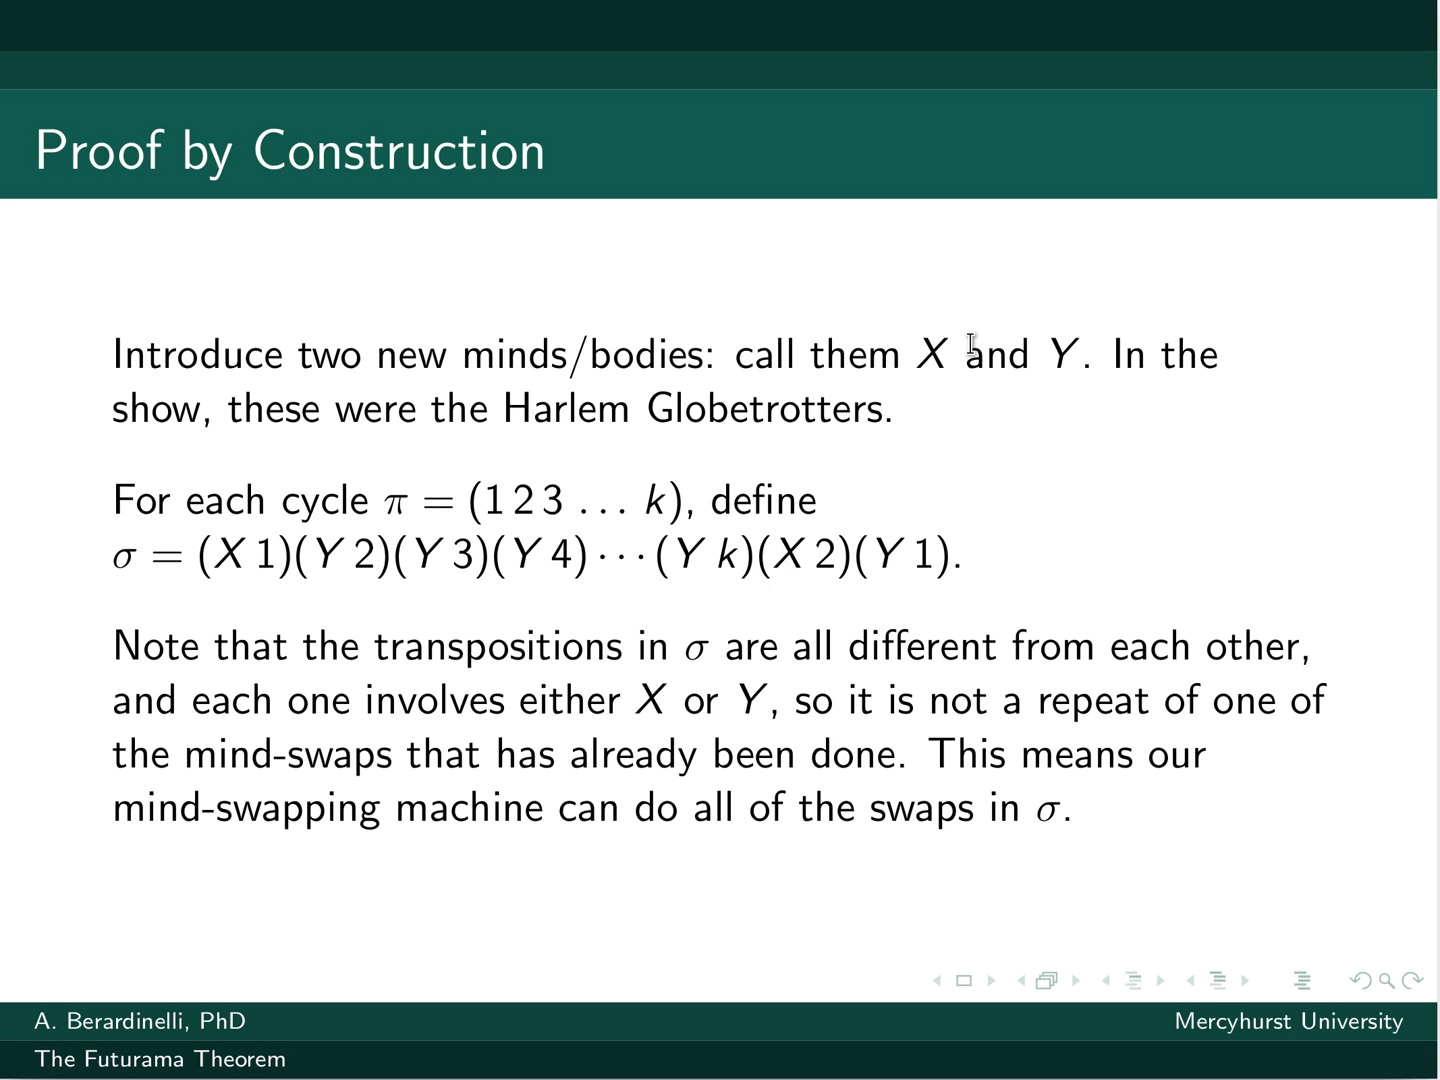 Proof by Construction
Introduce two new minds/bodies: call them X and Y. In the
show, these were the Harlem Globetrotters.
For each cycle π = (1 2 3 … k), define
σ = (X 1)(Y 2)(Y 3)(Y 4) ⋯ (Y k)(X 2)(Y 1).
Note that the transpositions in σ are all different from each other,
and each one involves either X or Y, so it is not a repeat of one of
the mind-swaps that has already been done. This means our
mind-swapping machine can do all of the swaps in σ.
A. Berardinelli, PhD
Mercyhurst University
The Futurama Theorem